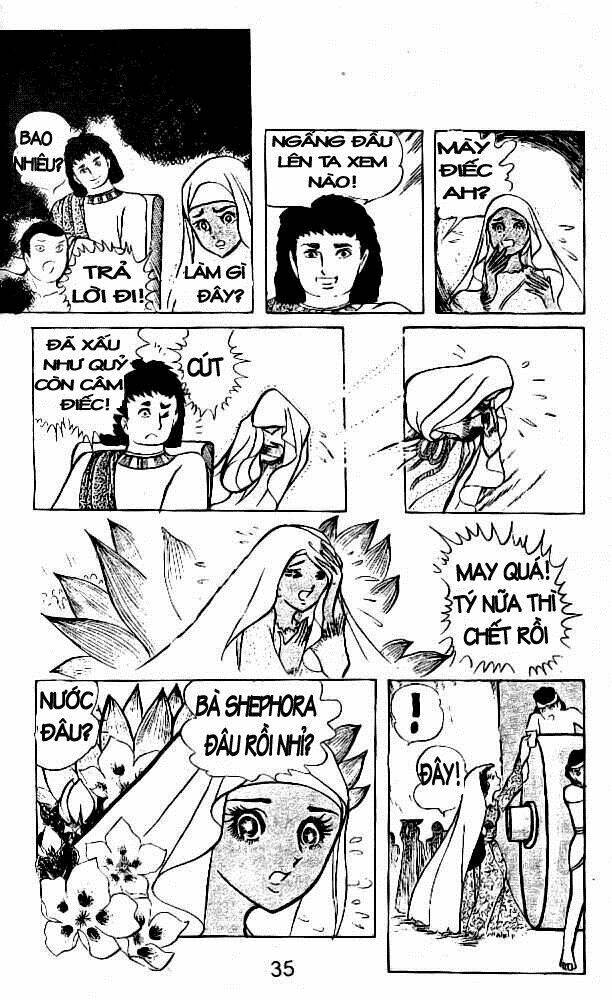 BAO
NHIÊU?
TRẢ
LỜI ĐI!
LÀM GÌ
ĐÂY?
NGẨNG ĐẦU
LÊN TA XEM
NÀO!
MÀY
ĐIẾC
AH?
ĐÃ XẤU
NHƯ QUỶ
CÒN CÂM
ĐIẾC!
CÚT
MAY QUÁ!
TÝ NỮA THÌ
CHẾT RỒI
NƯỚC
ĐÂU?
BÀ SHEPHORA
ĐÂU RỒI NHỈ?
!
ĐÂY!
35